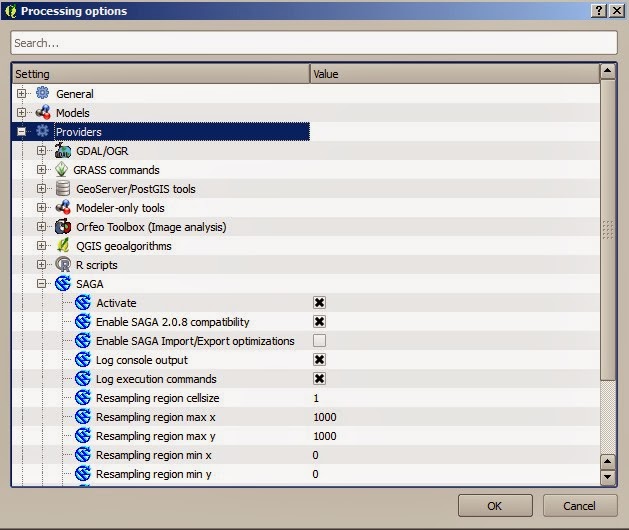 Processing options
Search...
Setting Value
General
Models
Providers
GDAL/OGR
GRASS commands
GeoServer/PostGIS tools
Modeler-only tools
Orfeo Toolbox (Image analysis)
QGIS geoalgorithms
R scripts
SAGA
Activate
Enable SAGA 2.0.8 compatibility
Enable SAGA Import/Export optimizations
Log console output
Log execution commands
Resampling region cellsize 1
Resampling region max x 1000
Resampling region max y 1000
Resampling region min x 0
Resampling region min y 0
OK Cancel